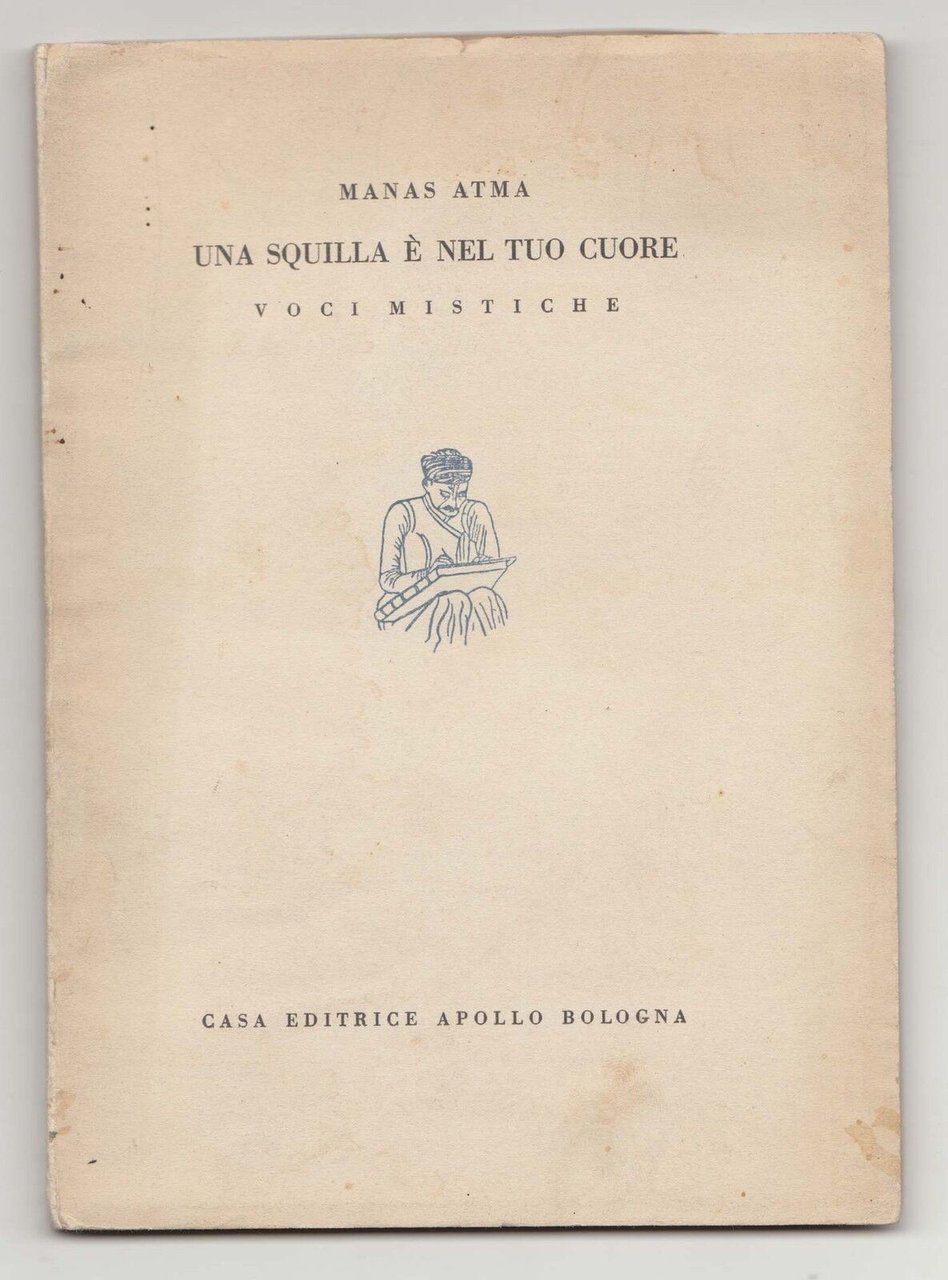 MANAS ATMA
UNA SQUILLA È NEL TUO CUORE
VOCI MISTICHE
CASA EDITRICE APOLLO BOLOGNA